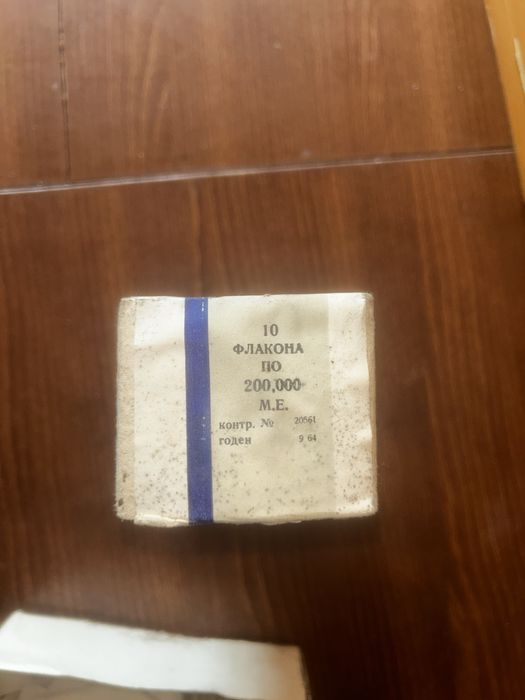 10
ФЛАКОНА
ПО
200,000
М.Е.
контр. № 20561
годен 9 64